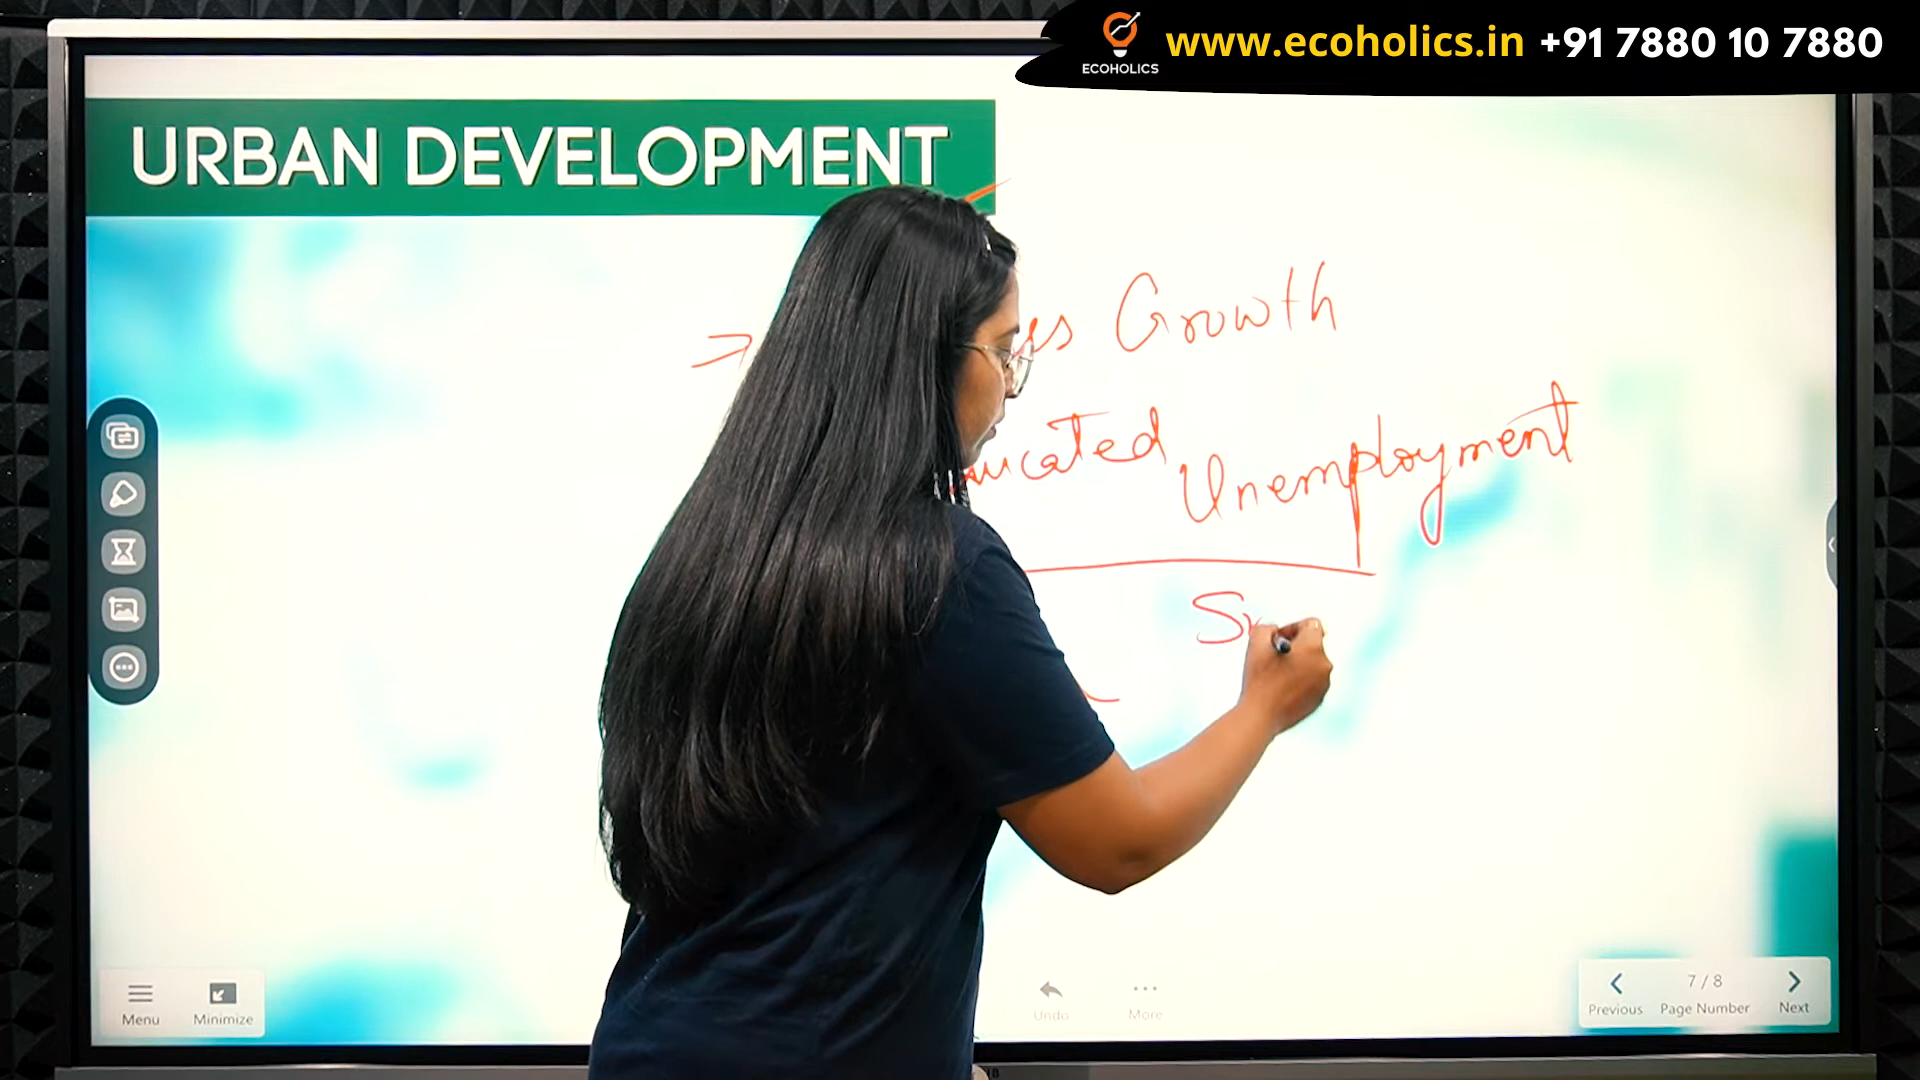 www.ecoholics.in +91 7880 10 7880
ECOHOLICS
URBAN DEVELOPMENT
Growth
Unemployment
Menu
Minimize
Undo
More
Previous
7 / 8
Page Number
Next